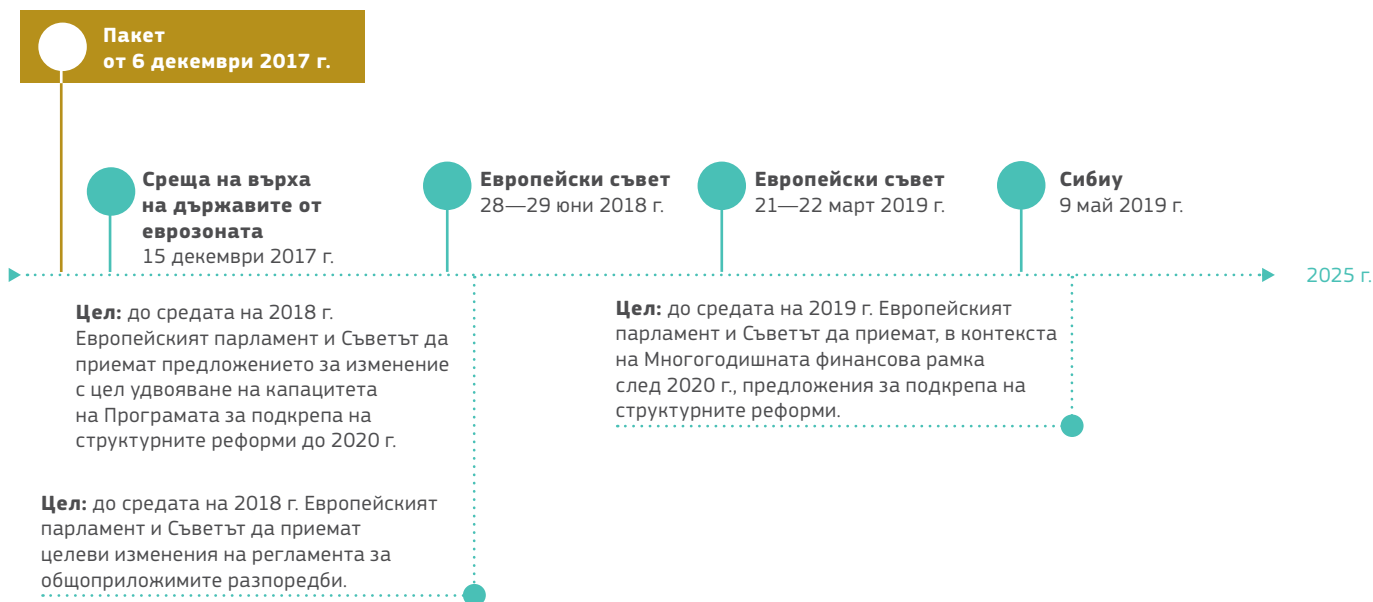 Пакет
от 6 декември 2017 г.
Среща на върха
на държавите от
еврозоната
15 декември 2017 г.
Европейски съвет
28—29 юни 2018 г.
Европейски съвет
21—22 март 2019 г.
Сибиу
9 май 2019 г.
2025 г.
Цел: до средата на 2018 г.
Европейският парламент и Съветът да
приемат предложението за изменение
с цел удвояване на капацитета
на Програмата за подкрепа на
структурните реформи до 2020 г.
Цел: до средата на 2018 г. Европейският
парламент и Съветът да приемат
целеви изменения на регламента за
общоприложимите разпоредби.
Цел: до средата на 2019 г. Европейският
парламент и Съветът да приемат, в контекста
на Многогодишната финансова рамка
след 2020 г., предложения за подкрепа на
структурните реформи.